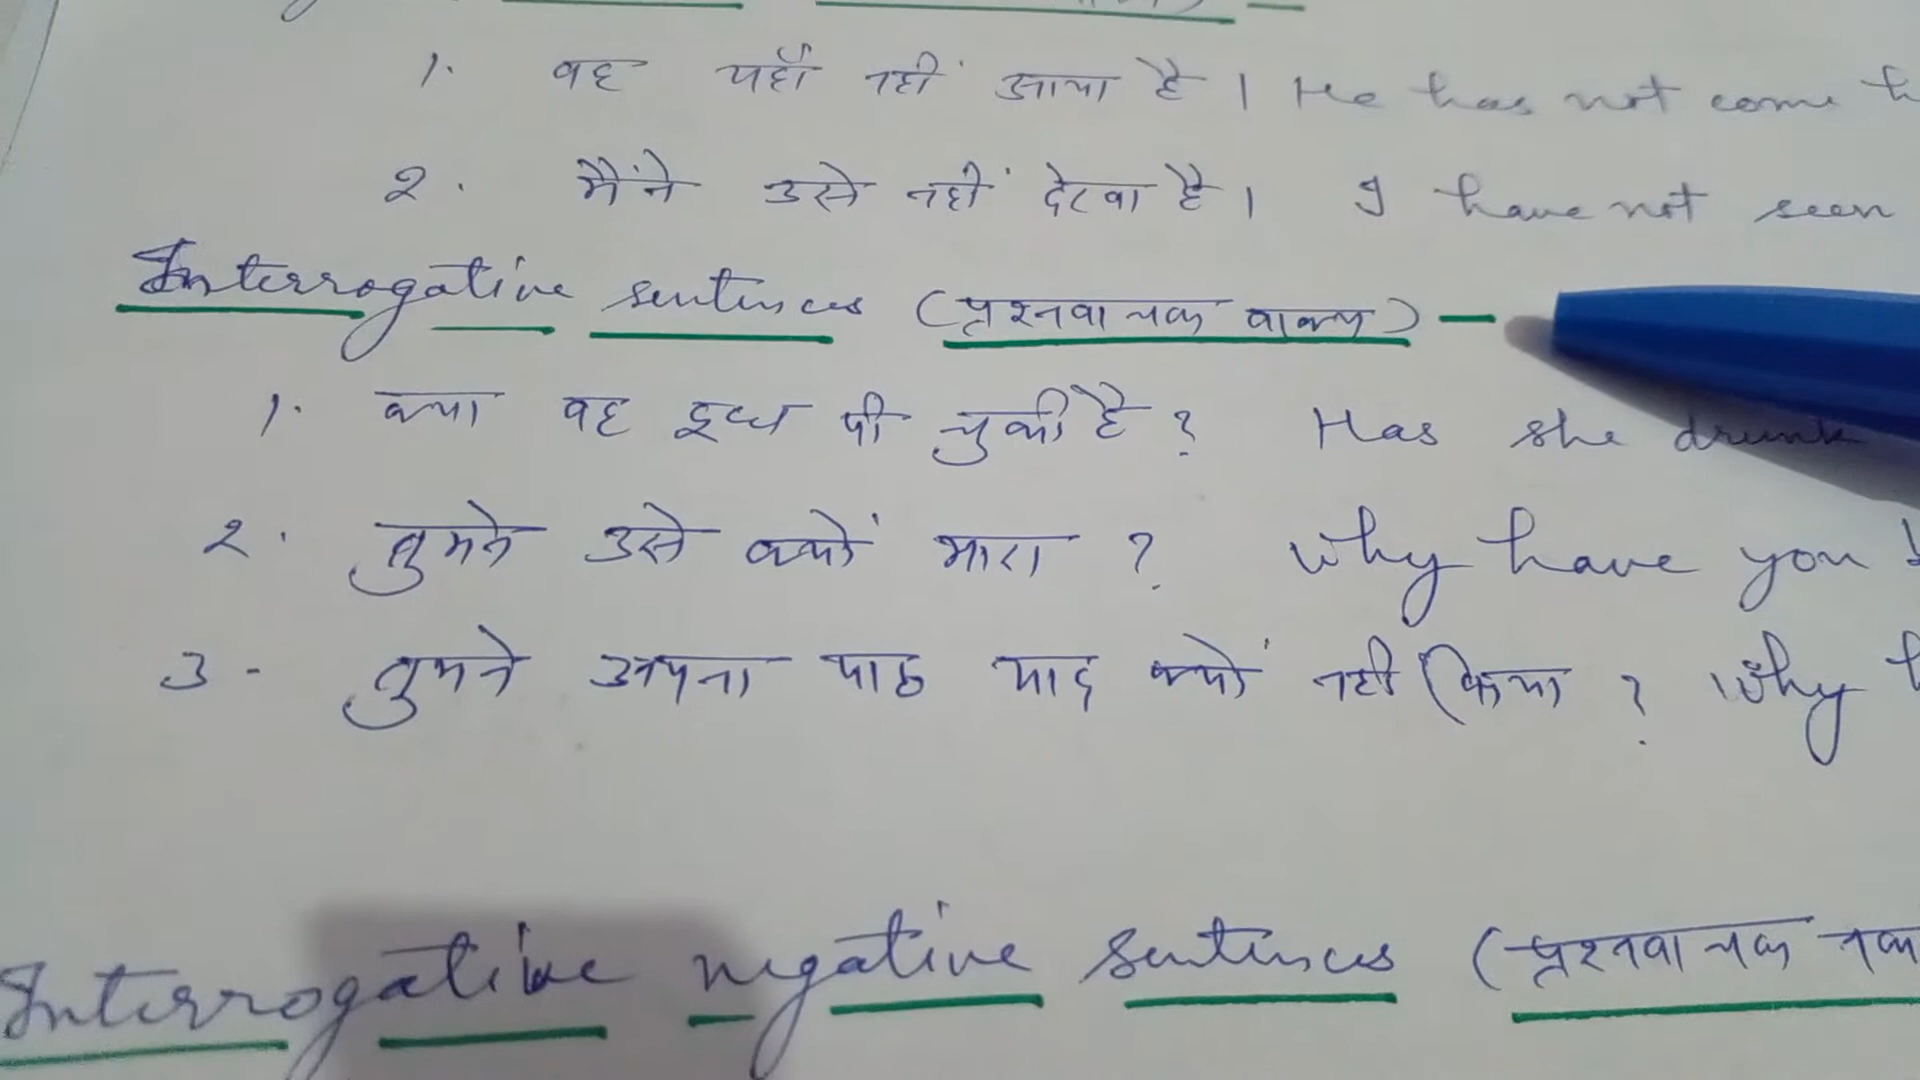 1. वह यहाँ नहीं आया है । He has not come
2. मैंने उसे नहीं देखा है । I have not seen
Interrogative sentences (प्रश्नवाचक वाक्य) —
1. क्या वह दूध पी चुकी है ? Has she drunk
2. तुमने उसे क्यों मारा ? Why have you
3 - तुमने अपना पाठ याद क्यों नहीं किया ? Why
Interrogative negative sentences (प्रश्नवाचक